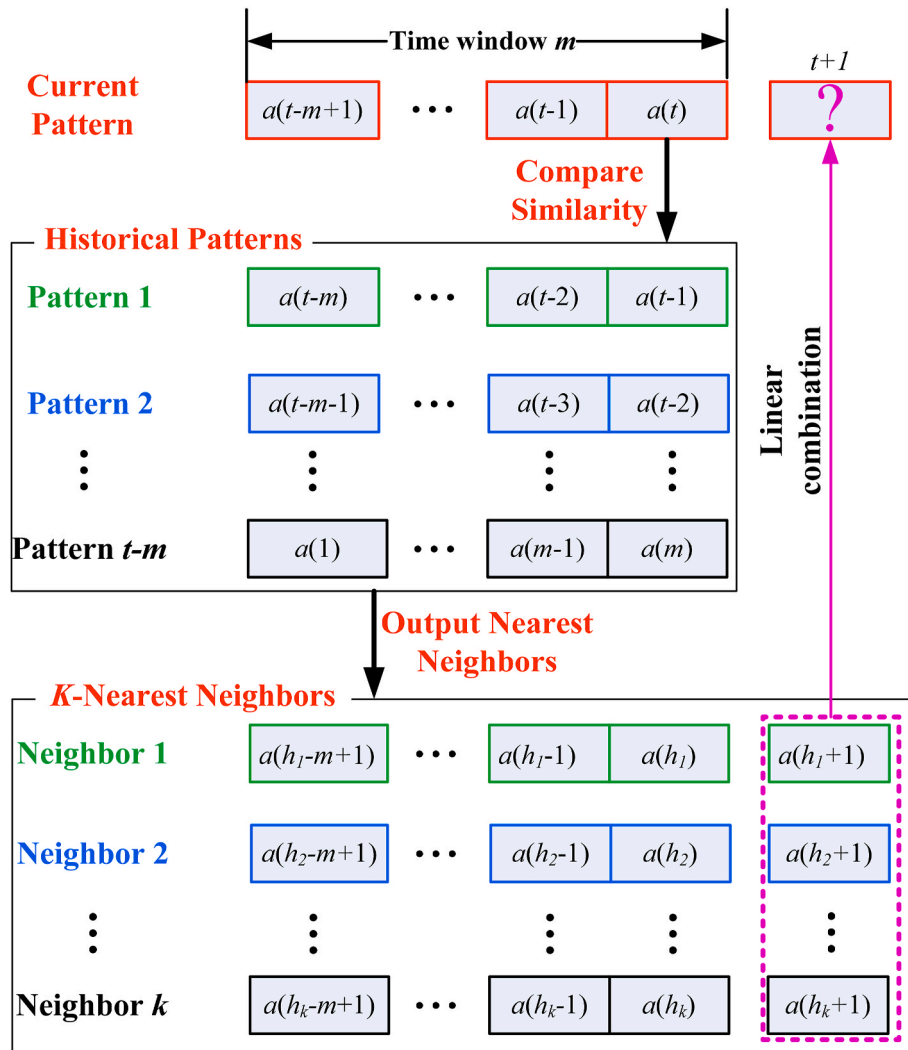 Time window m
t+1
Current
Pattern
a(t-m+1) ••• a(t-1) a(t) ?
Compare
Similarity
Historical Patterns
Pattern 1 a(t-m) ••• a(t-2) a(t-1)
Pattern 2 a(t-m-1) ••• a(t-3) a(t-2)
Pattern t-m a(1) ••• a(m-1) a(m)
Linear
combination
Output Nearest
Neighbors
K-Nearest Neighbors
Neighbor 1 a(h₁-m+1) ••• a(h₁-1) a(h₁) a(h₁+1)
Neighbor 2 a(h₂-m+1) ••• a(h₂-1) a(h₂) a(h₂+1)
Neighbor k a(hₖ-m+1) ••• a(hₖ-1) a(hₖ) a(hₖ+1)